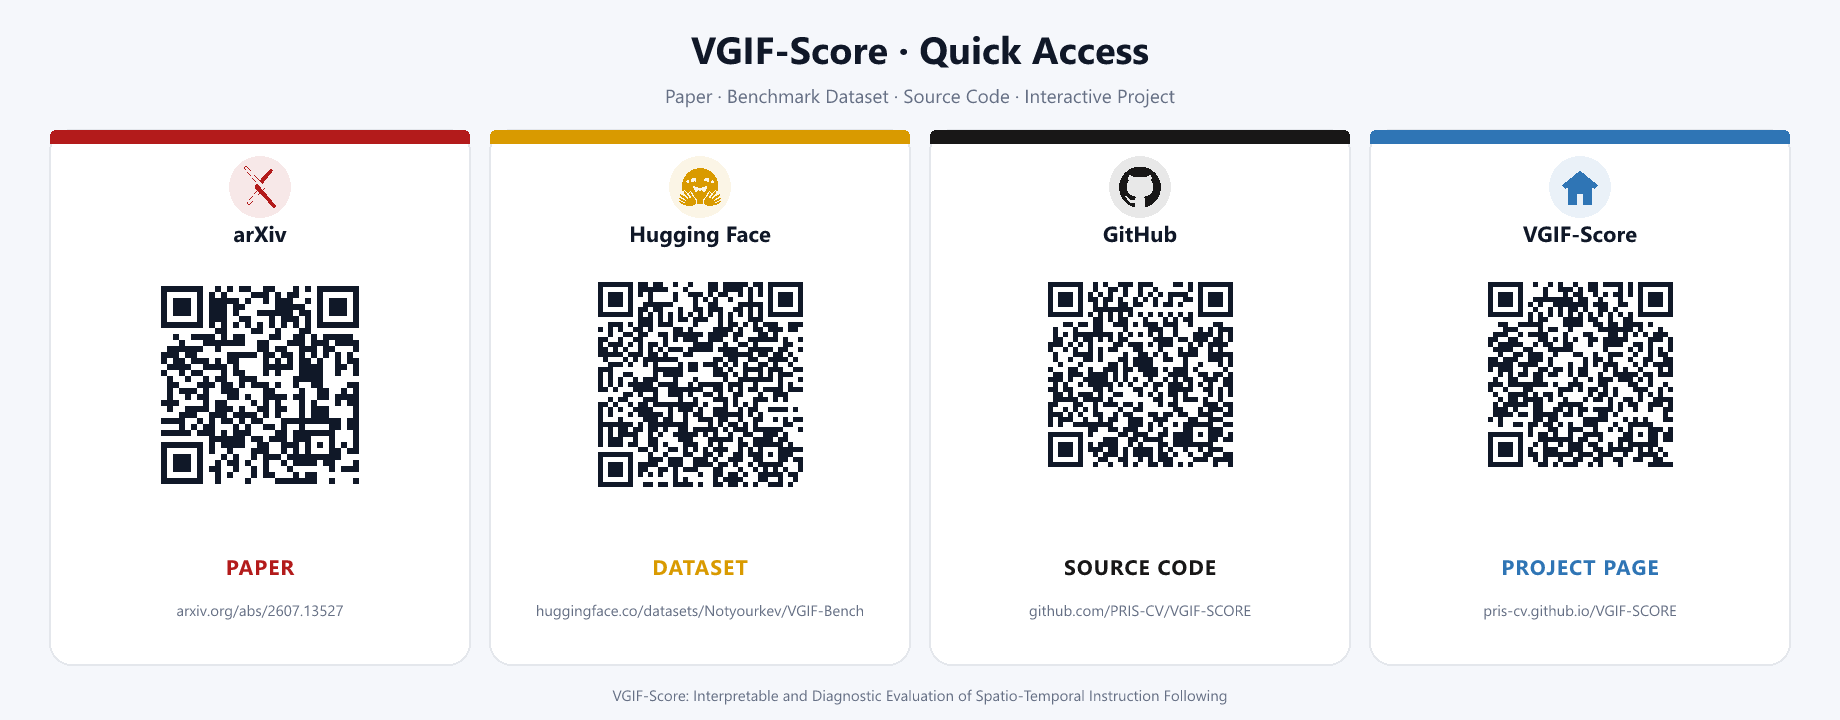 VGIF-Score · Quick Access
Paper · Benchmark Dataset · Source Code · Interactive Project
arXiv
PAPER
arxiv.org/abs/2607.13527
Hugging Face
DATASET
huggingface.co/datasets/Notyourkev/VGIF-Bench
GitHub
SOURCE CODE
github.com/PRIS-CV/VGIF-SCORE
VGIF-Score
PROJECT PAGE
pris-cv.github.io/VGIF-SCORE
VGIF-Score: Interpretable and Diagnostic Evaluation of Spatio-Temporal Instruction Following